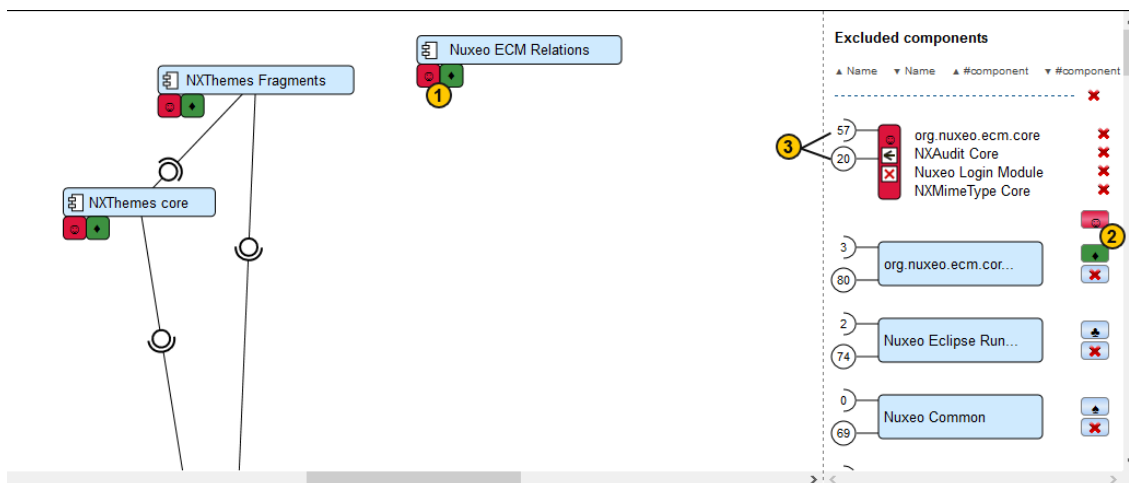 Nuxeo ECM Relations
NXThemes Fragments
1
NXThemes core
Excluded components
▲ Name ▼ Name ▲ #component ▼ #component
3
57
20
org.nuxeo.ecm.core
NXAudit Core
Nuxeo Login Module
NXMimeType Core
2
3
80
org.nuxeo.ecm.cor...
2
74
Nuxeo Eclipse Run...
0
69
Nuxeo Common